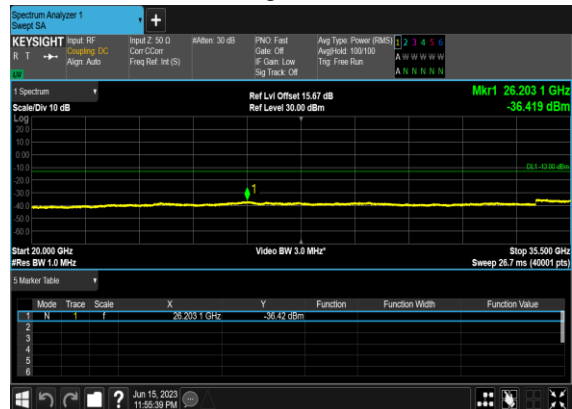 Spectrum Analyzer 1
Swept SA
+
KEYSIGHT
R T
Input: RF
Coupling: DC
Align: Auto
Input Z: 50 Ω
Corr CCorr
Freq Ref: Int (S)
#Atten: 30 dB
PNO: Fast
Gate: Off
IF Gain: Low
Sig Track: Off
Avg Type: Power (RMS)
Avg|Hold: 100/100
Trig: Free Run
1 2 3 4 5 6
A W W W W W
A N N N N N
1 Spectrum
Scale/Div 10 dB
Ref Lvl Offset 15.67 dB
Ref Level 30.00 dBm
Mkr1 26.203 1 GHz
-36.419 dBm
Log
20.0
10.0
0.00
-10.0
DL1 -13.00 dBm
-20.0
-30.0
1
-40.0
-50.0
-60.0
Start 20.000 GHz
#Res BW 1.0 MHz
Video BW 3.0 MHz*
Stop 35.500 GHz
Sweep 26.7 ms (40001 pts)
5 Marker Table
Mode Trace Scale X Y Function Function Width Function Value
1 N 1 f 26.203 1 GHz -36.42 dBm
2
3
4
5
6
? Jun 15, 2023
11:55:39 PM